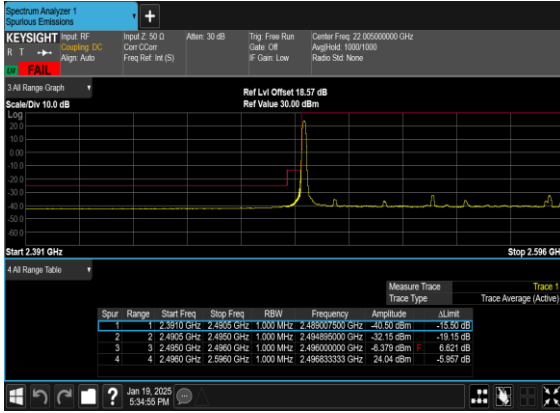 Spectrum Analyzer 1
Spurious Emissions
+
KEYSIGHT Input: RF Input Z: 50 Ω Atten: 30 dB Trig: Free Run Center Freq: 22.005000000 GHz
R T Coupling: DC Corr CCorr Gate: Off Avg|Hold: 1000/1000
Align: Auto Freq Ref: Int (S) IF Gain: Low Radio Std: None
FAIL
3 All Range Graph
Ref Lvl Offset 18.57 dB
Scale/Div 10.0 dB Ref Value 30.00 dBm
Log
20.0
10.0
0.00
-10.0
-20.0
-30.0
-40.0
-50.0
-60.0
Start 2.391 GHz Stop 2.596 GH
4 All Range Table
Measure Trace Trace 1
Trace Type Trace Average (Active)
Spur Range Start Freq Stop Freq RBW Frequency Amplitude ΔLimit
1 1 2.3910 GHz 2.4905 GHz 1.000 MHz 2.489007500 GHz -40.50 dBm -15.50 dB
2 2 2.4905 GHz 2.4950 GHz 1.000 MHz 2.494895000 GHz -32.15 dBm -19.15 dB
3 3 2.4950 GHz 2.4960 GHz 1.000 MHz 2.496000000 GHz -6.379 dBm F 6.621 dB
4 4 2.4960 GHz 2.5960 GHz 1.000 MHz 2.496833333 GHz 24.04 dBm -5.957 dB
?
Jan 19, 2025
5:34:55 PM